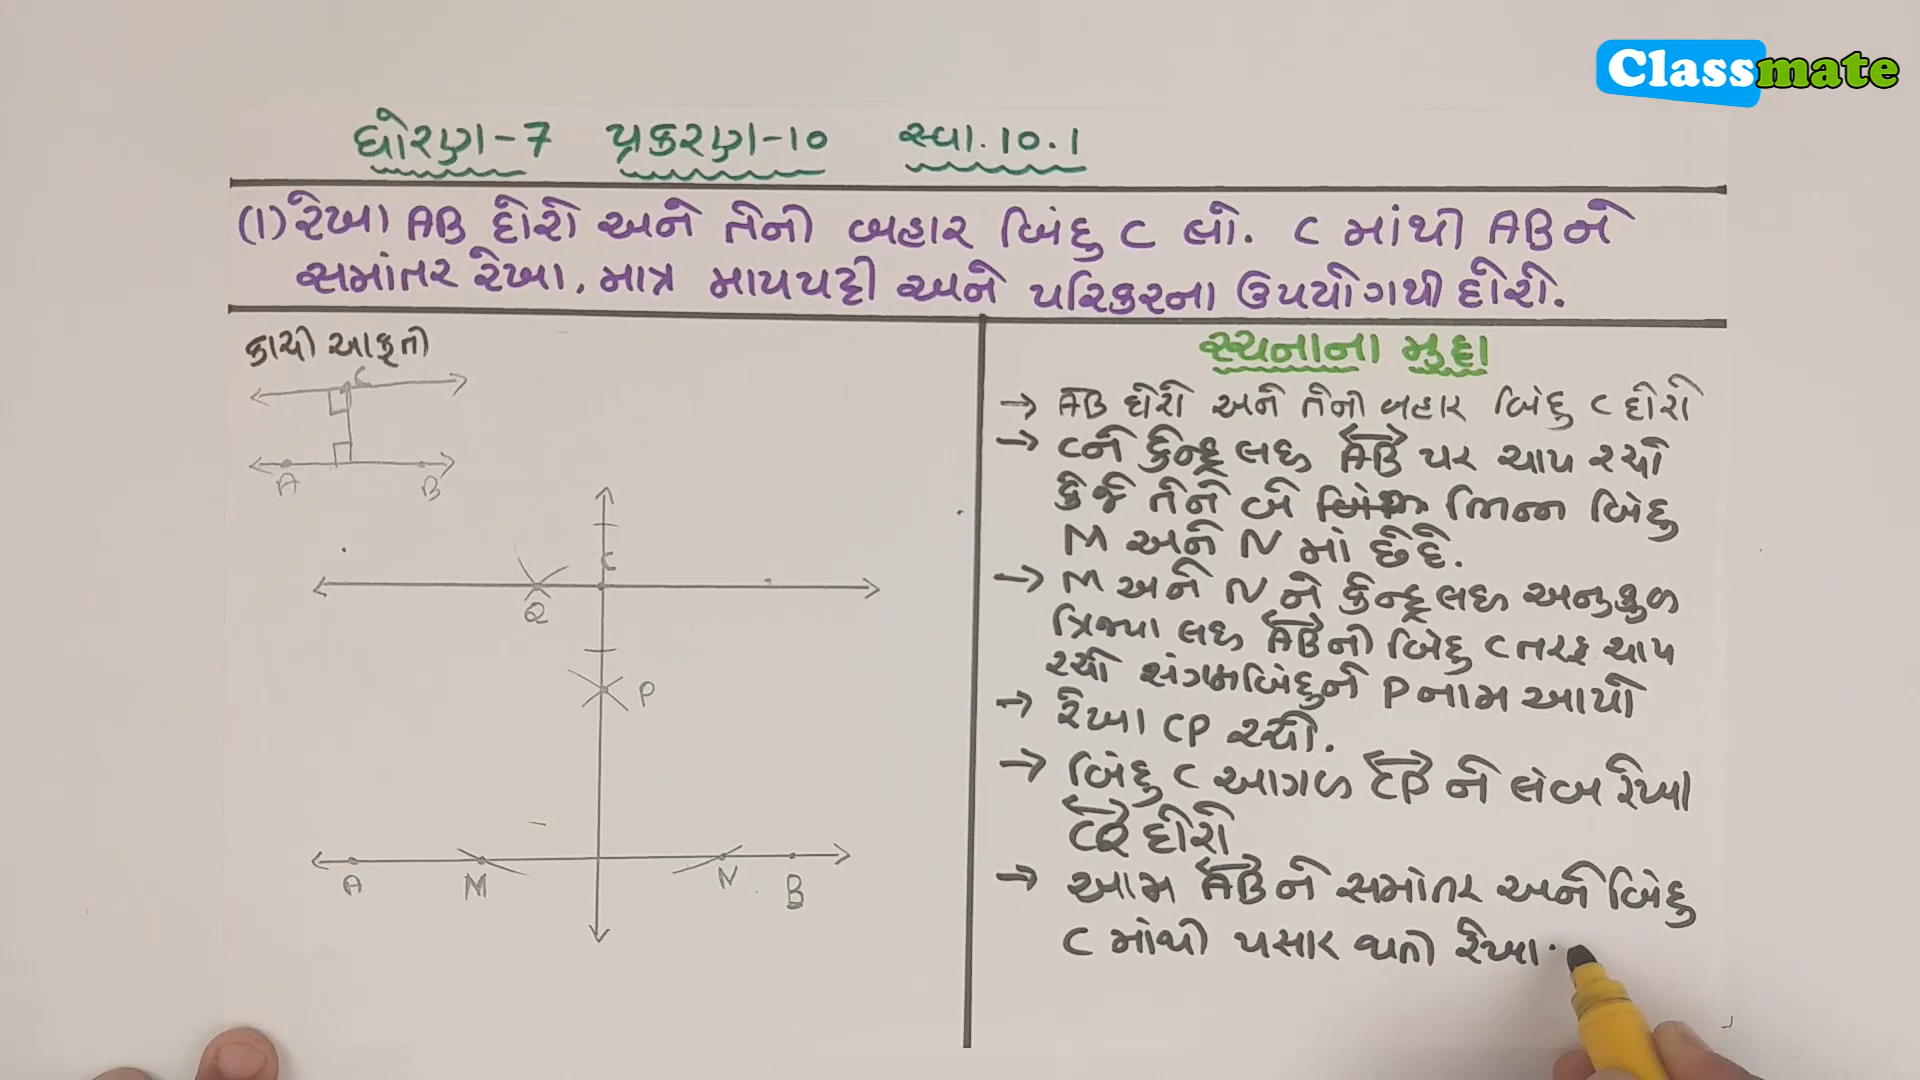 Classmate
ધોરણ-7 પ્રકરણ-10 સ્વા.10.1
(1) રેખા AB દોરો અને તેની બહાર બિંદુ C લો. C માંથી AB ને
સમાંતર રેખા, માત્ર માપપટ્ટી અને પરિકરના ઉપયોગથી દોરો.
કાચી આકૃતી
C
A
B
C
Q
P
A
M
N
B
રચનાના મુદ્દા
→ AB દોરો અને તેની બહાર બિંદુ C દોરો
→ C ને કેન્દ્ર લઇ AB પર ચાપ રચો
કે જે તેને બે ભિન્ન બિંદુ
M અને N માં છેદે.
→ M અને N ને કેન્દ્ર લઇ અનુકુળ
ત્રિજ્યા લઇ AB ની બિંદુ C તરફ ચાપ
રચો સંગમબિંદુને P નામ આપો
→ રેખા CP રચો.
→ બિંદુ C આગળ CP ને લંબ રેખા
CQ દોરો
→ આમ AB ને સમાંતર અને બિંદુ
C માંથી પસાર થતી રેખા